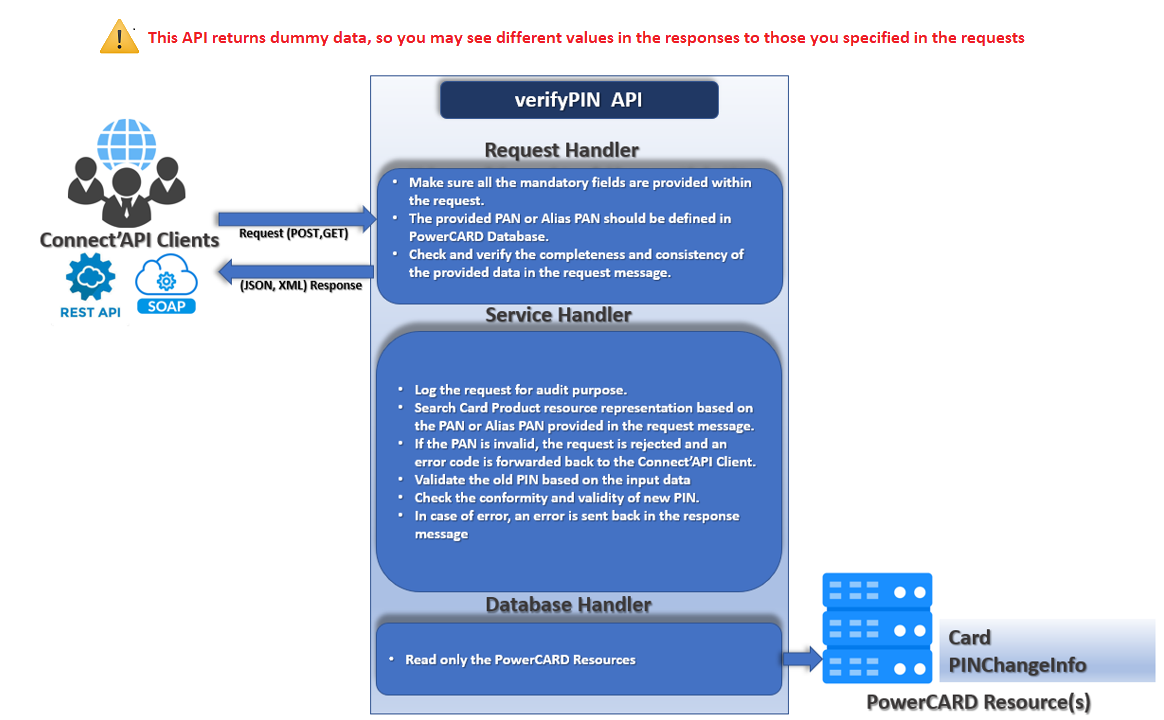 This API returns dummy data, so you may see different values in the responses to those you specified in the requests
verifyPIN API
Request Handler
• Make sure all the mandatory fields are provided within
the request.
• The provided PAN or Alias PAN should be defined in
PowerCARD Database.
• Check and verify the completeness and consistency of
the provided data in the request message.
Connect'API Clients
Request (POST,GET)
(JSON, XML) Response
REST API
SOAP
Service Handler
• Log the request for audit purpose.
• Search Card Product resource representation based on
the PAN or Alias PAN provided in the request message.
• If the PAN is invalid, the request is rejected and an
error code is forwarded back to the Connect'API Client.
• Validate the old PIN based on the input data
• Check the conformity and validity of new PIN.
• In case of error, an error is sent back in the response
message
Database Handler
• Read only the PowerCARD Resources
Card
PINChangeInfo
PowerCARD Resource(s)